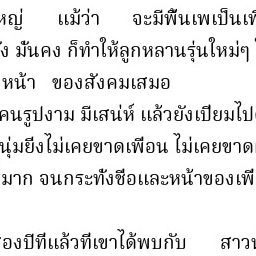 หญ่ แม้ว่า จะมีพี้นเพเป็นเ
ง มั่นคง ก็ทำให้ลูกหลานรุ่นใหม่ๆ
หน้า ของสังคมเสมอ
คนรูปงาม มีเสน่ห์ แล้วยังเปี่ยมไป
นุ่มยิ่งไม่เคยขาดเพื่อน ไม่เคยขาด
มาก จนกระทั่งชื่อและหน้าของเพี
องปีที่แล้วที่เขาได้พบกับ สาว